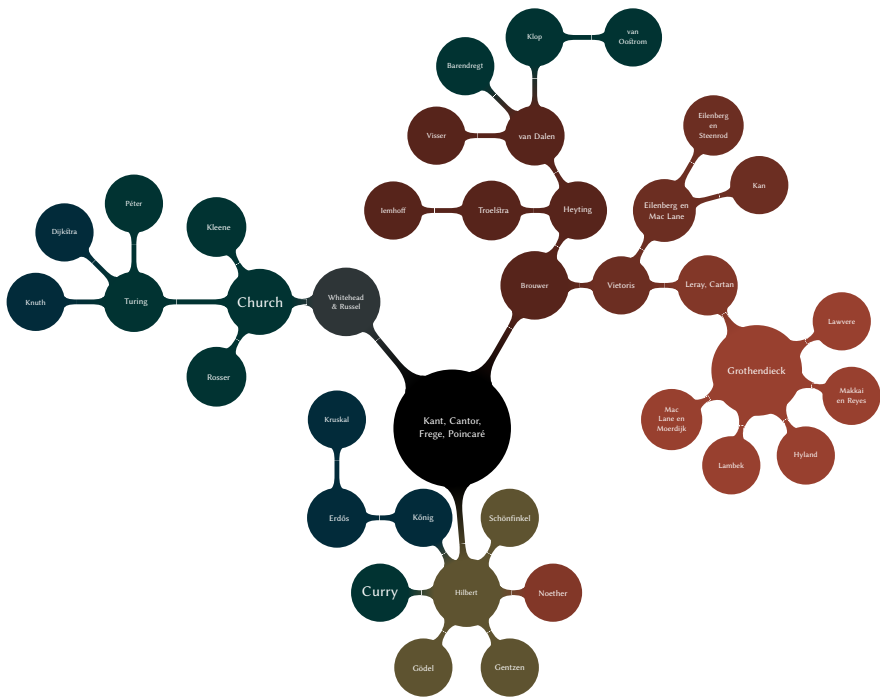 Klop
van
Oostrom
Barendregt
Visser
van Dalen
Eilenberg
en
Steenrod
Kan
Péter
Kleene
Iemhoff
Troelstra
Heyting
Eilenberg en
Mac Lane
Dijkstra
Knuth
Turing
Church
Whitehead
& Russel
Brouwer
Vietoris
Leray, Cartan
Lawvere
Rosser
Grothendieck
Makkai
en Reyes
Kruskal
Kant, Cantor,
Frege, Poincaré
Mac
Lane en
Moerdijk
Lambek
Hyland
Erdős
Kőnig
Schönfinkel
Curry
Hilbert
Noether
Gödel
Gentzen